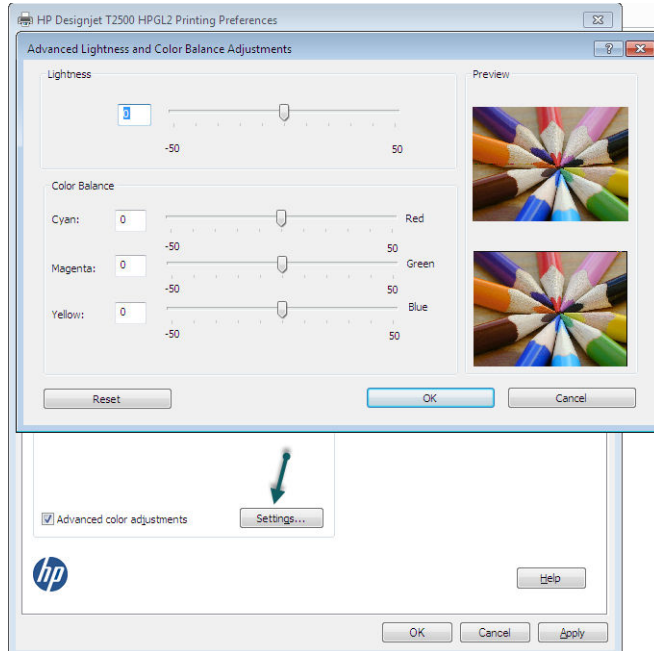 HP Designjet T2500 HPGL2 Printing Preferences
Advanced Lightness and Color Balance Adjustments
Lightness
0
-50 50
Preview
Color Balance
Cyan: 0 Red
-50 50
Magenta: 0 Green
-50 50
Yellow: 0 Blue
-50 50
Reset OK Cancel
Advanced color adjustments Settings...
hp
Help
OK Cancel Apply